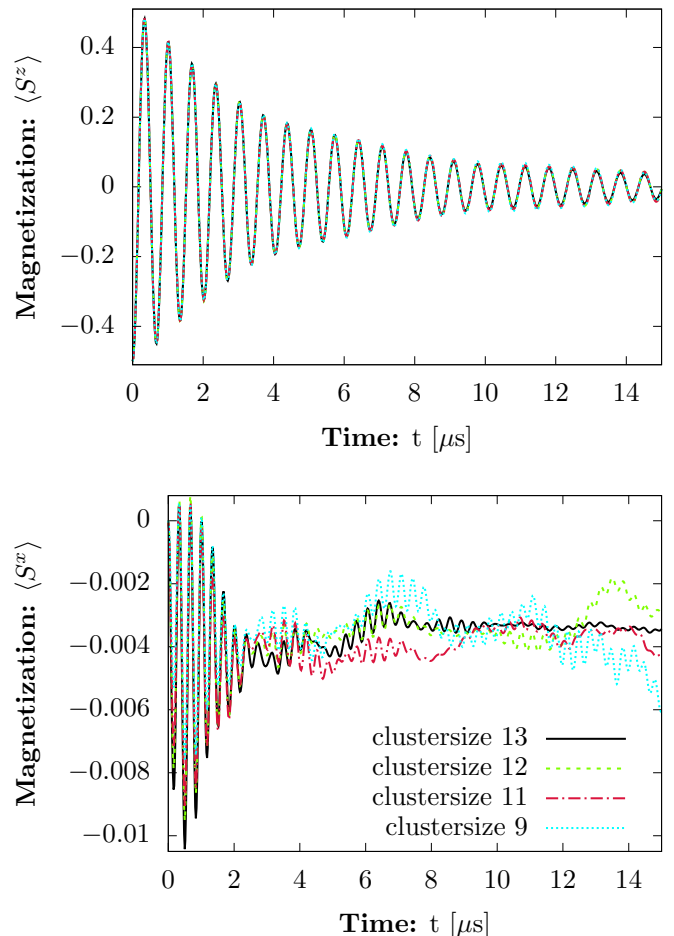 0.4
0.2
0
−0.2
−0.4
Magnetization: ⟨S^z⟩
0 2 4 6 8 10 12 14
Time: t [μs]
0
−0.002
−0.004
−0.006
−0.008
−0.01
Magnetization: ⟨S^x⟩
clustersize 13
clustersize 12
clustersize 11
clustersize 9
0 2 4 6 8 10 12 14
Time: t [μs]